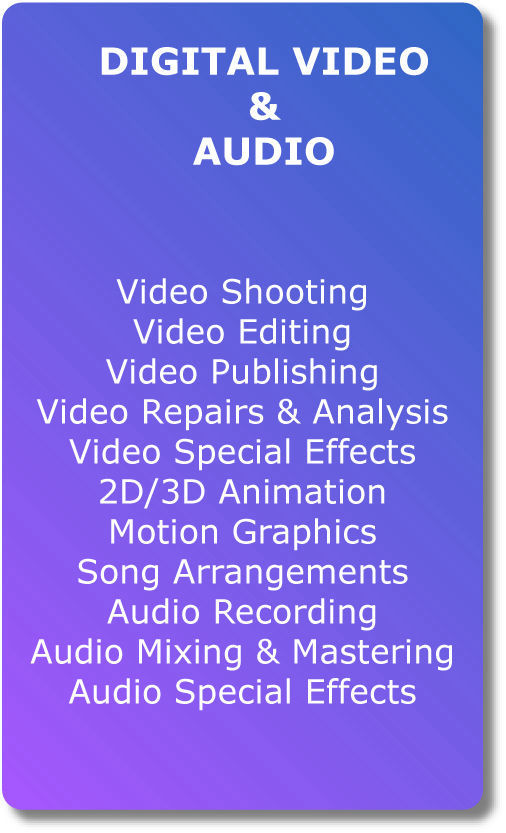 DIGITAL VIDEO
&
AUDIO
Video Shooting
Video Editing
Video Publishing
Video Repairs & Analysis
Video Special Effects
2D/3D Animation
Motion Graphics
Song Arrangements
Audio Recording
Audio Mixing & Mastering
Audio Special Effects